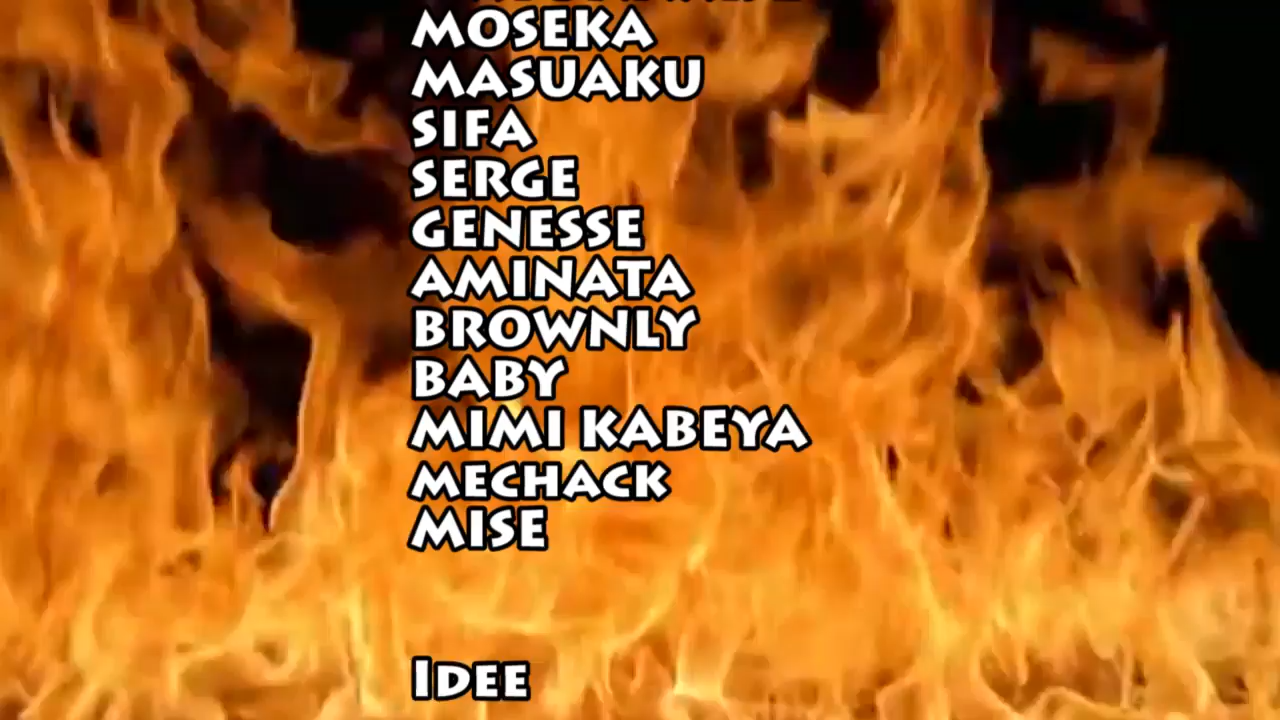 MOSEKA
MASUAKU
SIFA
SERGE
GENESSE
AMINATA
BROWNLY
BABY
MIMI KABEYA
MECHACK
MISE
IDEE